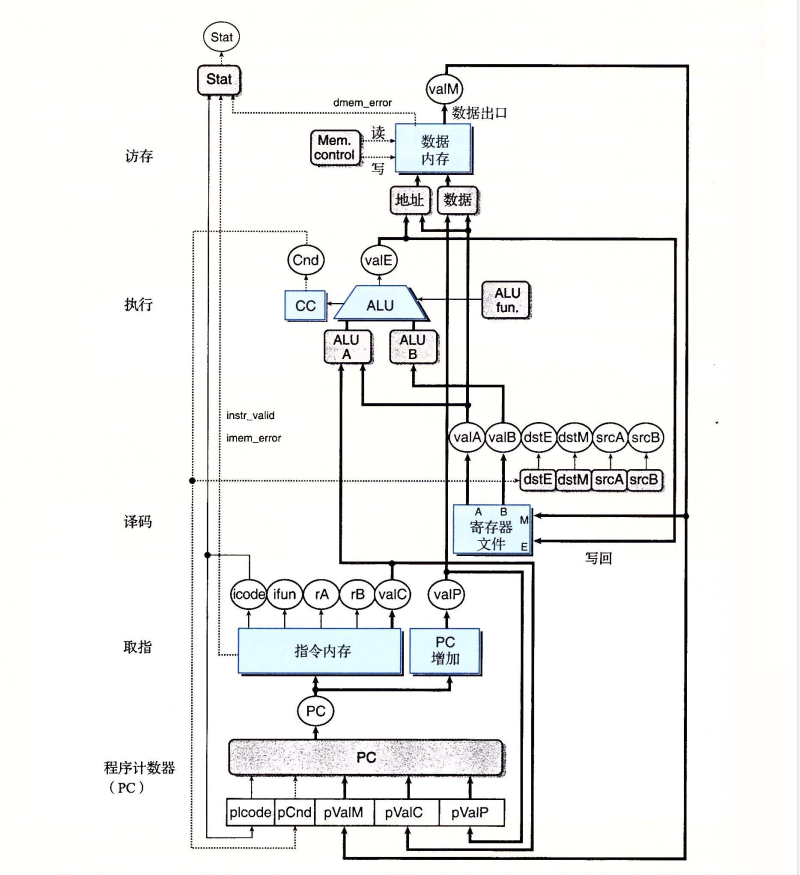 Stat
Stat
dmem_error
valM
数据出口
访存
Mem.
control
读
写
数据
内存
地址
数据
Cnd
valE
执行
CC
ALU
ALU
fun.
ALU
A
ALU
B
instr_valid
imem_error
valA
valB
dstE
dstM
srcA
srcB
dstE
dstM
srcA
srcB
译码
A
B
M
寄存器
文件
E
写回
icode
ifun
rA
rB
valC
valP
取指
指令内存
PC
增加
PC
程序计数器
（PC）
PC
pIcode
pCnd
pValM
pValC
pValP